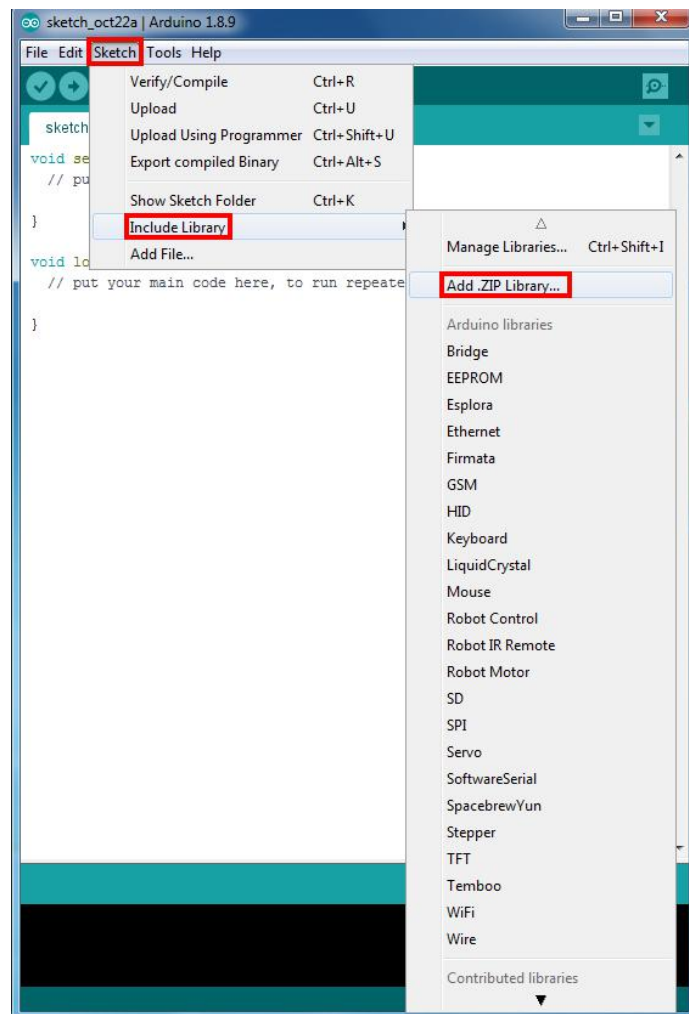 sketch_oct22a | Arduino 1.8.9
File Edit Sketch Tools Help
Verify/Compile Ctrl+R
Upload Ctrl+U
Upload Using Programmer Ctrl+Shift+U
Export compiled Binary Ctrl+Alt+S
Show Sketch Folder Ctrl+K
Include Library
Add File...
sketch
void se
// pu
}
void lo
// put your main code here, to run repeate
}
Manage Libraries... Ctrl+Shift+I
Add .ZIP Library...
Arduino libraries
Bridge
EEPROM
Esplora
Ethernet
Firmata
GSM
HID
Keyboard
LiquidCrystal
Mouse
Robot Control
Robot IR Remote
Robot Motor
SD
SPI
Servo
SoftwareSerial
SpacebrewYun
Stepper
TFT
Temboo
WiFi
Wire
Contributed libraries